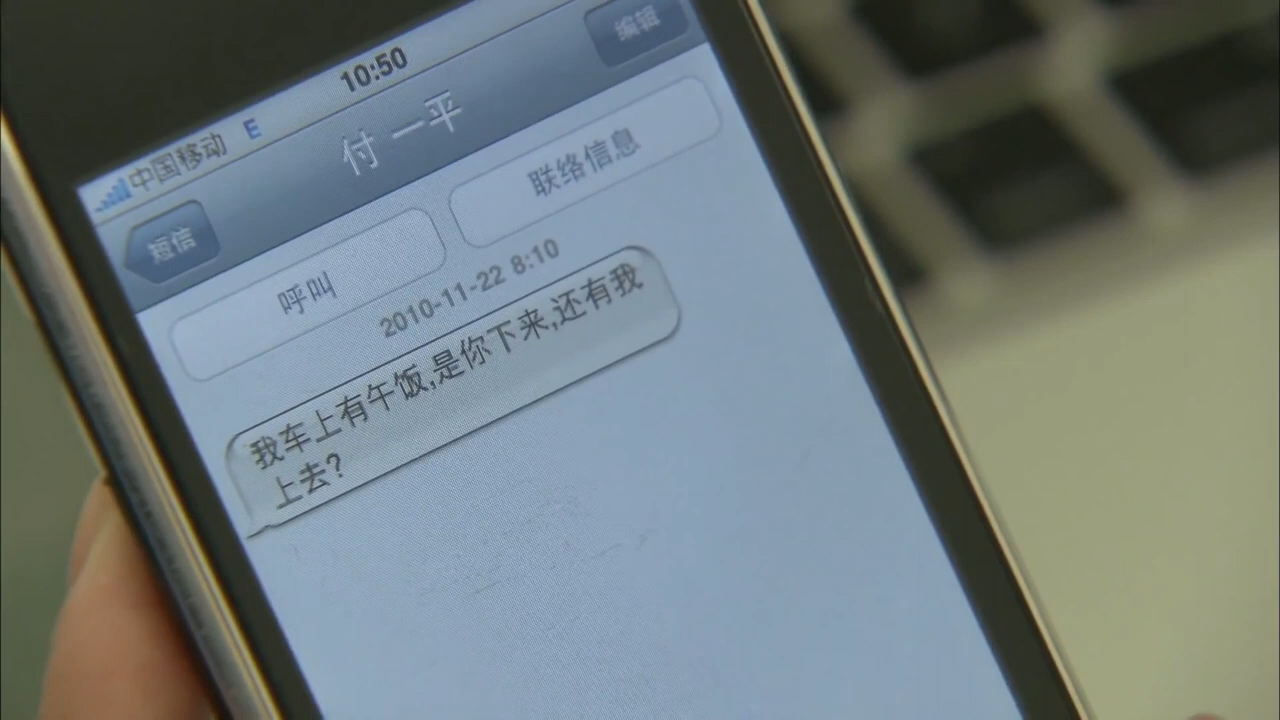 10:50
中国移动 E
付 一平
编辑
短信
呼叫
联络信息
2010-11-22 8:10
我车上有午饭,是你下来,还有我
上去?